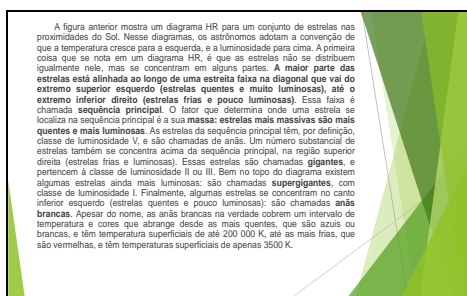 A figura anterior mostra um diagrama HR para um conjunto de estrelas nas
proximidades do Sol. Nesse diagramas, os astrônomos adotam a convenção de
que a temperatura cresce para a esquerda, e a luminosidade para cima. A primeira
coisa que se nota em um diagrama HR, é que as estrelas não se distribuem
igualmente nele, mas se concentram em alguns partes. A maior parte das
estrelas está alinhada ao longo de uma estreita faixa na diagonal que vai do
extremo superior esquerdo (estrelas quentes e muito luminosas), até o
extremo inferior direito (estrelas frias e pouco luminosas). Essa faixa é
chamada sequência principal. O fator que determina onde uma estrela se
localiza na sequência principal é a sua massa: estrelas mais massivas são mais
quentes e mais luminosas. As estrelas da sequência principal têm, por definição,
classe de luminosidade V, e são chamadas de anãs. Um número substancial de
estrelas também se concentra acima da sequência principal, na região superior
direita (estrelas frias e luminosas). Essas estrelas são chamadas gigantes, e
pertencem à classe de luminosidade II ou III. Bem no topo do diagrama existem
algumas estrelas ainda mais luminosas: são chamadas supergigantes, com
classe de luminosidade I. Finalmente, algumas estrelas se concentram no canto
inferior esquerdo (estrelas quentes e pouco luminosas): são chamadas anãs
brancas. Apesar do nome, as anãs brancas na verdade cobrem um intervalo de
temperatura e cores que abrange desde as mais quentes, que são azuis ou
brancas, e têm temperatura superficiais de até 200 000 K, até as mais frias, que
são vermelhas, e têm temperaturas superficiais de apenas 3500 K.